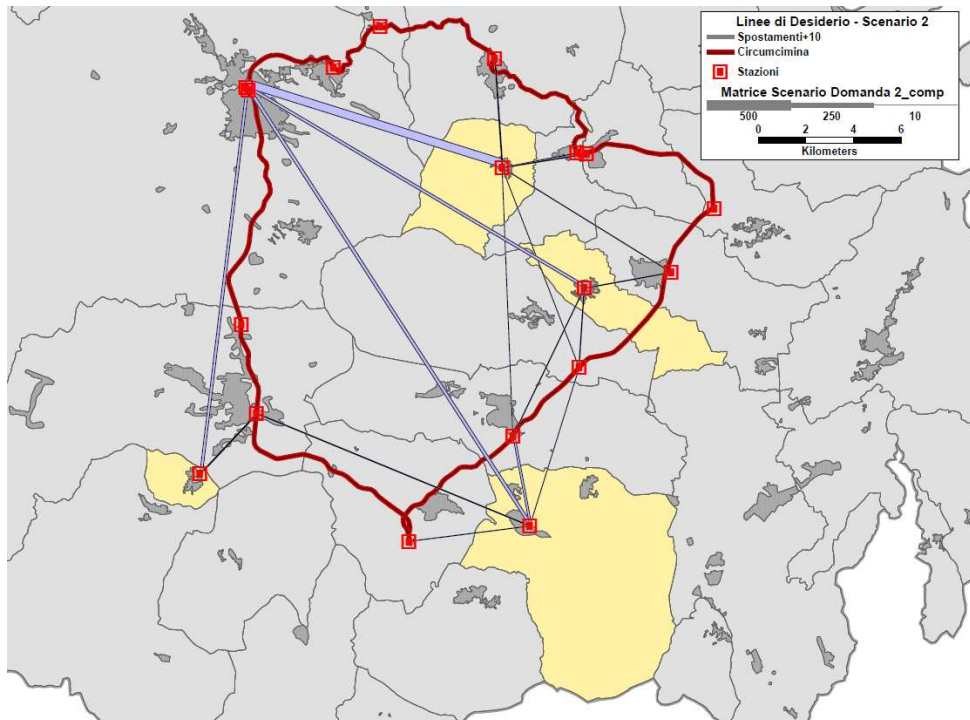 Linee di Desiderio - Scenario 2
Spostamenti+10
Circumcimina
Stazioni
Matrice Scenario Domanda 2_comp
500 250 10
0 2 4 6
Kilometers